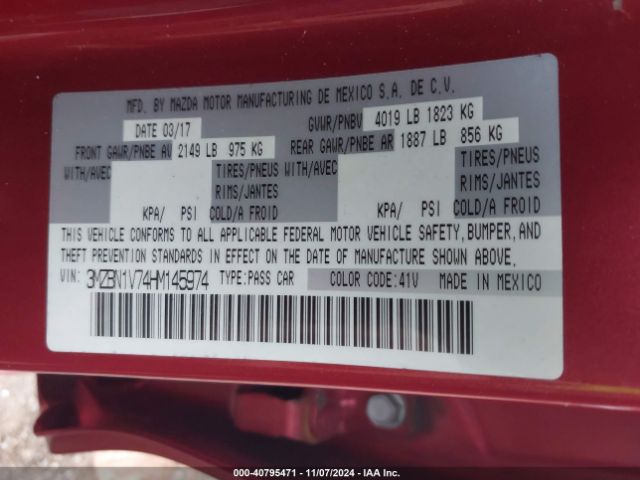 MFD. BY MAZDA MOTOR MANUFACTURING DE MEXICO S.A. DE C.V.
DATE 03/17 GVWR/PNBV 4019 LB 1823 KG
FRONT GAWR/PNBE AV 2149 LB 975 KG REAR GAWR/PNBE AR 1887 LB 856 KG
WITH/AVEC TIRES/PNEUS WITH/AVEC TIRES/PNEUS
RIMS/JANTES RIMS/JANTES
KPA/ PSI COLD/A FROID KPA/ PSI COLD/A FROID
THIS VEHICLE CONFORMS TO ALL APPLICABLE FEDERAL MOTOR VEHICLE SAFETY, BUMPER, AND
THEFT PREVENTION STANDARDS IN EFFECT ON THE DATE OF MANUFACTURE SHOWN ABOVE.
VIN: 3MZBN1V74HM145974 TYPE:PASS CAR COLOR CODE:41V MADE IN MEXICO
000-40795471 - 11/07/2024 - IAA Inc.